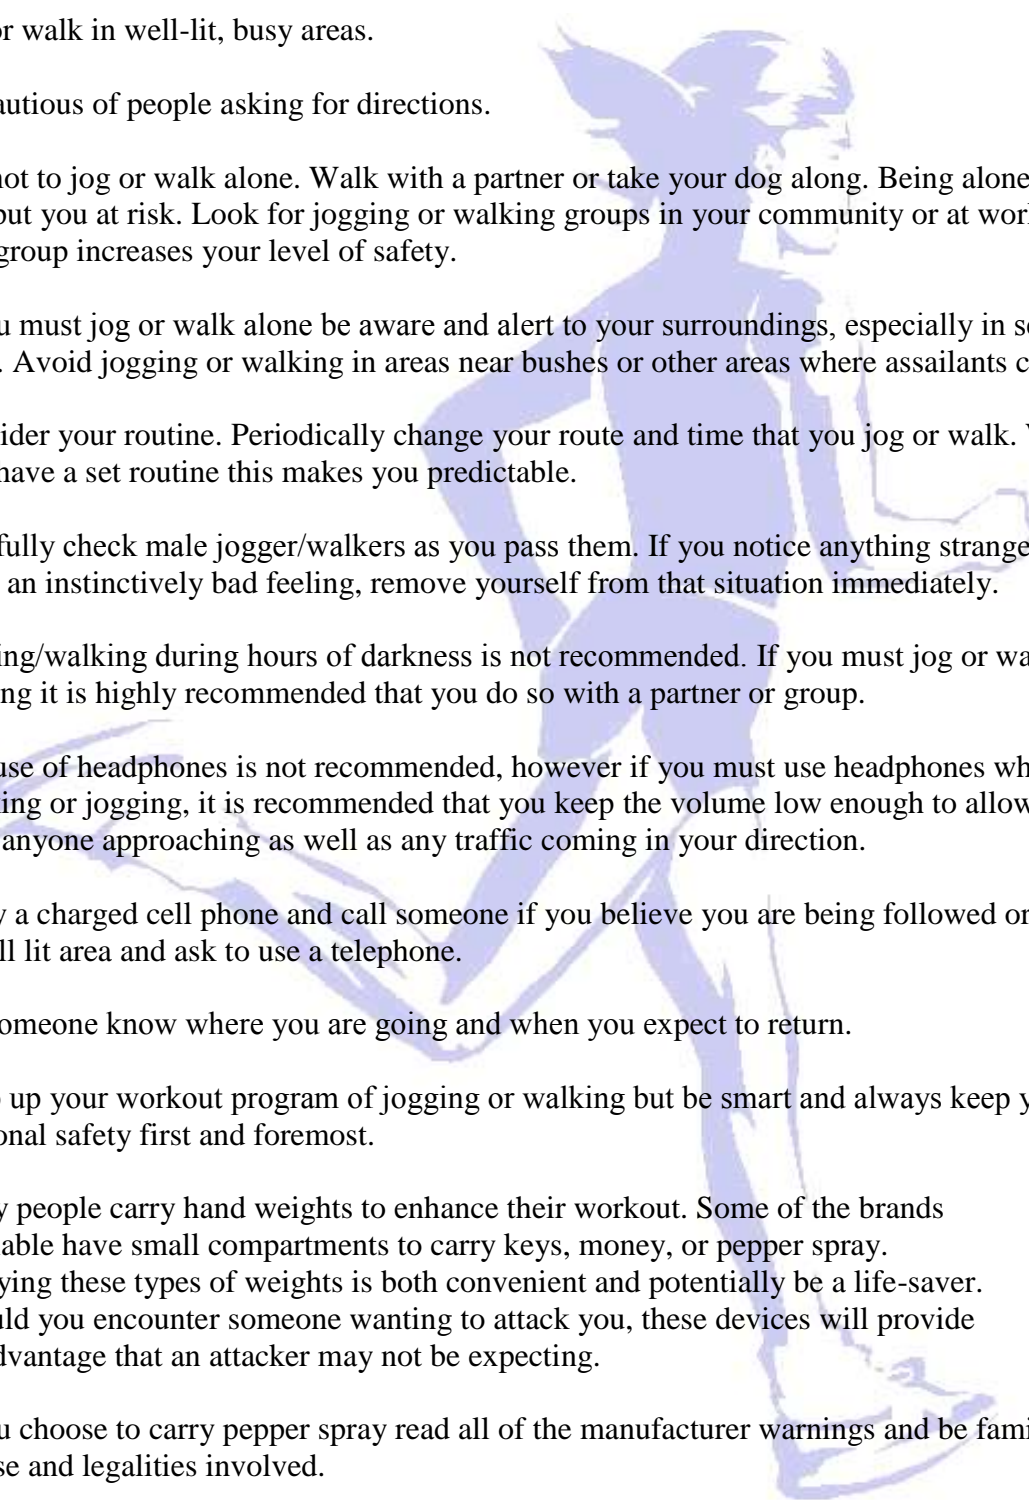 or walk in well-lit, busy areas.
autious of people asking for directions.
not to jog or walk alone. Walk with a partner or take your dog along. Being alone
put you at risk. Look for jogging or walking groups in your community or at wor
group increases your level of safety.
u must jog or walk alone be aware and alert to your surroundings, especially in s
. Avoid jogging or walking in areas near bushes or other areas where assailants c
ider your routine. Periodically change your route and time that you jog or walk.
have a set routine this makes you predictable.
fully check male jogger/walkers as you pass them. If you notice anything strange
an instinctively bad feeling, remove yourself from that situation immediately.
ing/walking during hours of darkness is not recommended. If you must jog or wa
ng it is highly recommended that you do so with a partner or group.
use of headphones is not recommended, however if you must use headphones wh
ing or jogging, it is recommended that you keep the volume low enough to allow
anyone approaching as well as any traffic coming in your direction.
y a charged cell phone and call someone if you believe you are being followed or
ll lit area and ask to use a telephone.
omeone know where you are going and when you expect to return.
p up your workout program of jogging or walking but be smart and always keep y
onal safety first and foremost.
y people carry hand weights to enhance their workout. Some of the brands
lable have small compartments to carry keys, money, or pepper spray.
ying these types of weights is both convenient and potentially be a life-saver.
uld you encounter someone wanting to attack you, these devices will provide
dvantage that an attacker may not be expecting.
u choose to carry pepper spray read all of the manufacturer warnings and be fami
se and legalities involved.